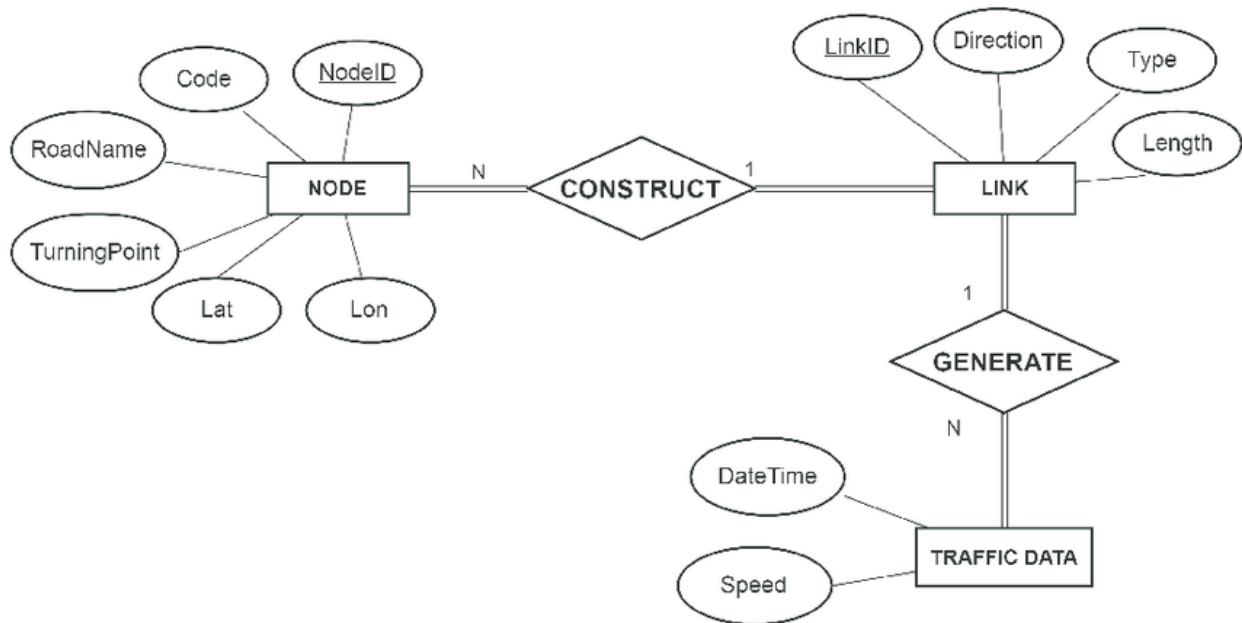 LinkID
Direction
Type
Length
Code
NodeID
RoadName
NODE
TurningPoint
Lat
Lon
N
CONSTRUCT
1
LINK
1
GENERATE
N
DateTime
Speed
TRAFFIC DATA